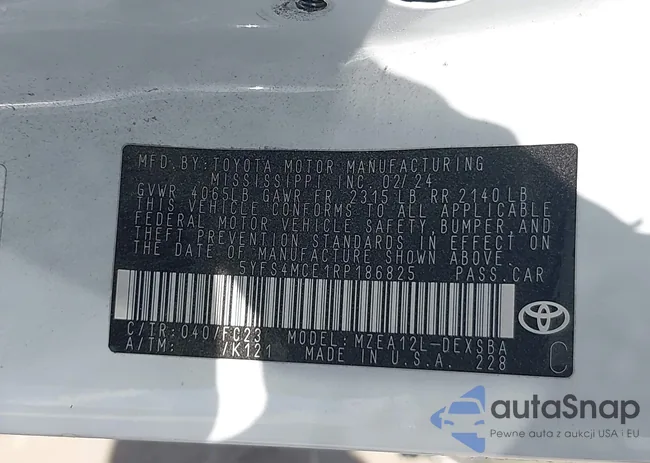 MFD. BY: TOYOTA MOTOR MANUFACTURING
MISSISSIPPI, INC. 02/24
GVWR 4065LB GAWR FR 2315 LB RR 2140 LB
THIS VEHICLE CONFORMS TO ALL APPLICABLE
FEDERAL MOTOR VEHICLE SAFETY, BUMPER, AND
THEFT PREVENTION STANDARDS IN EFFECT ON
THE DATE OF MANUFACTURE SHOWN ABOVE.
5YFS4MCE1RP186825 PASS.CAR
C/TR: 040/FC23 MODEL: MZEA12L-DEXSBA
A/TM: /K121 MADE IN U.S.A. 228 C
autaSnap
Pewne auta z aukcji USA i EU